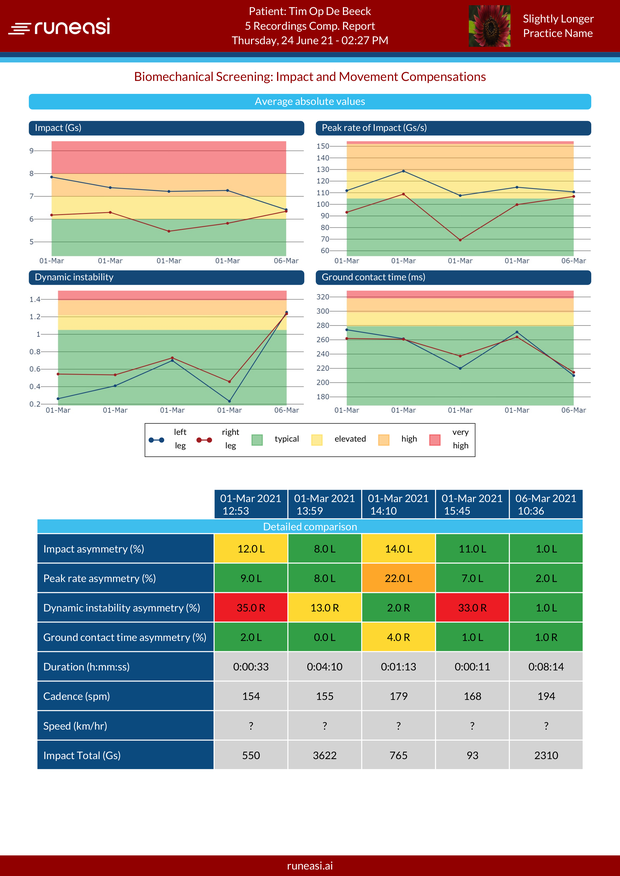 runeasi
Patient: Tim Op De Beeck
5 Recordings Comp. Report
Thursday, 24 June 21 - 02:27 PM
Slightly Longer
Practice Name
Biomechanical Screening: Impact and Movement Compensations
Average absolute values
Impact (Gs)
9
8
7
6
5
01-Mar 01-Mar 01-Mar 01-Mar 06-Mar
Peak rate of Impact (Gs/s)
150
140
130
120
110
100
90
80
70
60
01-Mar 01-Mar 01-Mar 01-Mar 06-Mar
Dynamic instability
1.4
1.2
1
0.8
0.6
0.4
0.2
01-Mar 01-Mar 01-Mar 01-Mar 06-Mar
Ground contact time (ms)
320
300
280
260
240
220
200
180
01-Mar 01-Mar 01-Mar 01-Mar 06-Mar
left leg
right leg
typical
elevated
high
very high
01-Mar 2021 12:53
01-Mar 2021 13:59
01-Mar 2021 14:10
01-Mar 2021 15:45
06-Mar 2021 10:36
Detailed comparison
Impact asymmetry (%) 12.0 L 8.0 L 14.0 L 11.0 L 1.0 L
Peak rate asymmetry (%) 9.0 L 8.0 L 22.0 L 7.0 L 2.0 L
Dynamic instability asymmetry (%) 35.0 R 13.0 R 2.0 R 33.0 R 1.0 L
Ground contact time asymmetry (%) 2.0 L 0.0 L 4.0 R 1.0 L 1.0 R
Duration (h:mm:ss) 0:00:33 0:04:10 0:01:13 0:00:11 0:08:14
Cadence (spm) 154 155 179 168 194
Speed (km/hr) ? ? ? ? ?
Impact Total (Gs) 550 3622 765 93 2310
runeasi.ai